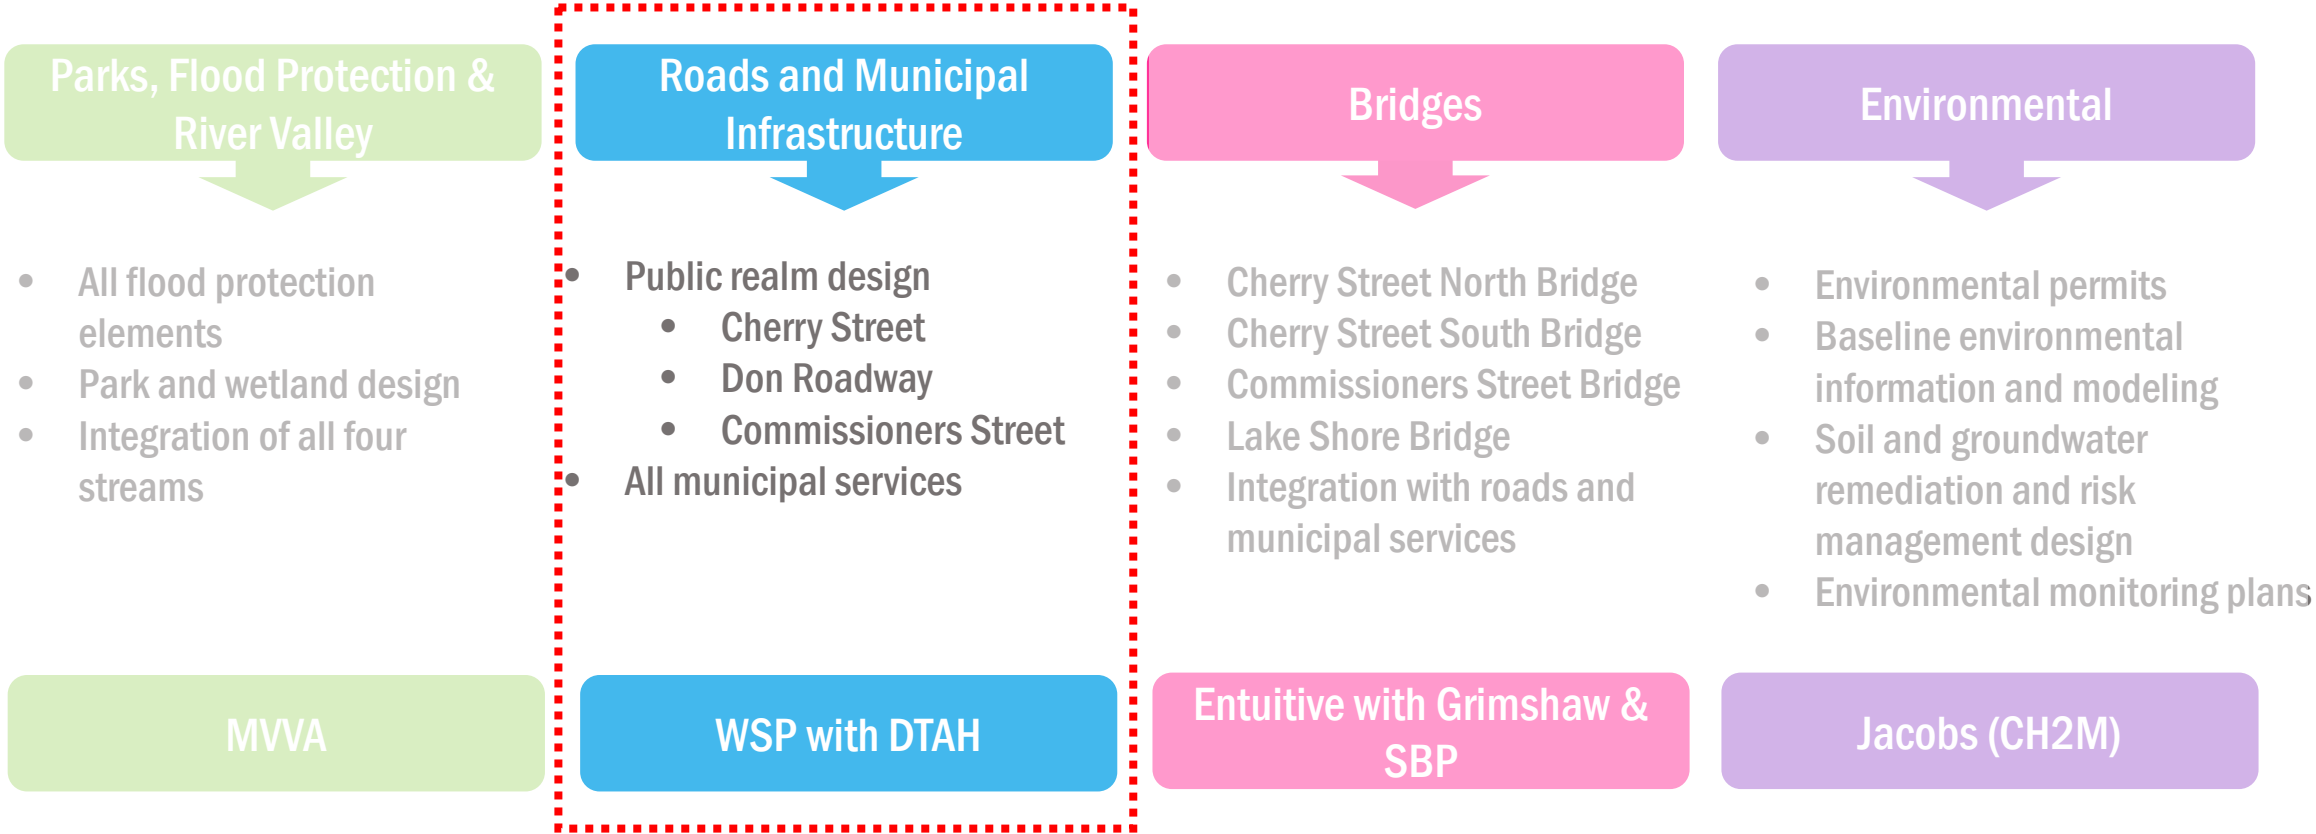 Parks, Flood Protection &
River Valley
• All flood protection
elements
• Park and wetland design
• Integration of all four
streams
MVVA
Roads and Municipal
Infrastructure
• Public realm design
• Cherry Street
• Don Roadway
• Commissioners Street
• All municipal services
WSP with DTAH
Bridges
• Cherry Street North Bridge
• Cherry Street South Bridge
• Commissioners Street Bridge
• Lake Shore Bridge
• Integration with roads and
municipal services
Entuitive with Grimshaw &
SBP
Environmental
• Environmental permits
• Baseline environmental
information and modeling
• Soil and groundwater
remediation and risk
management design
• Environmental monitoring plans
Jacobs (CH2M)